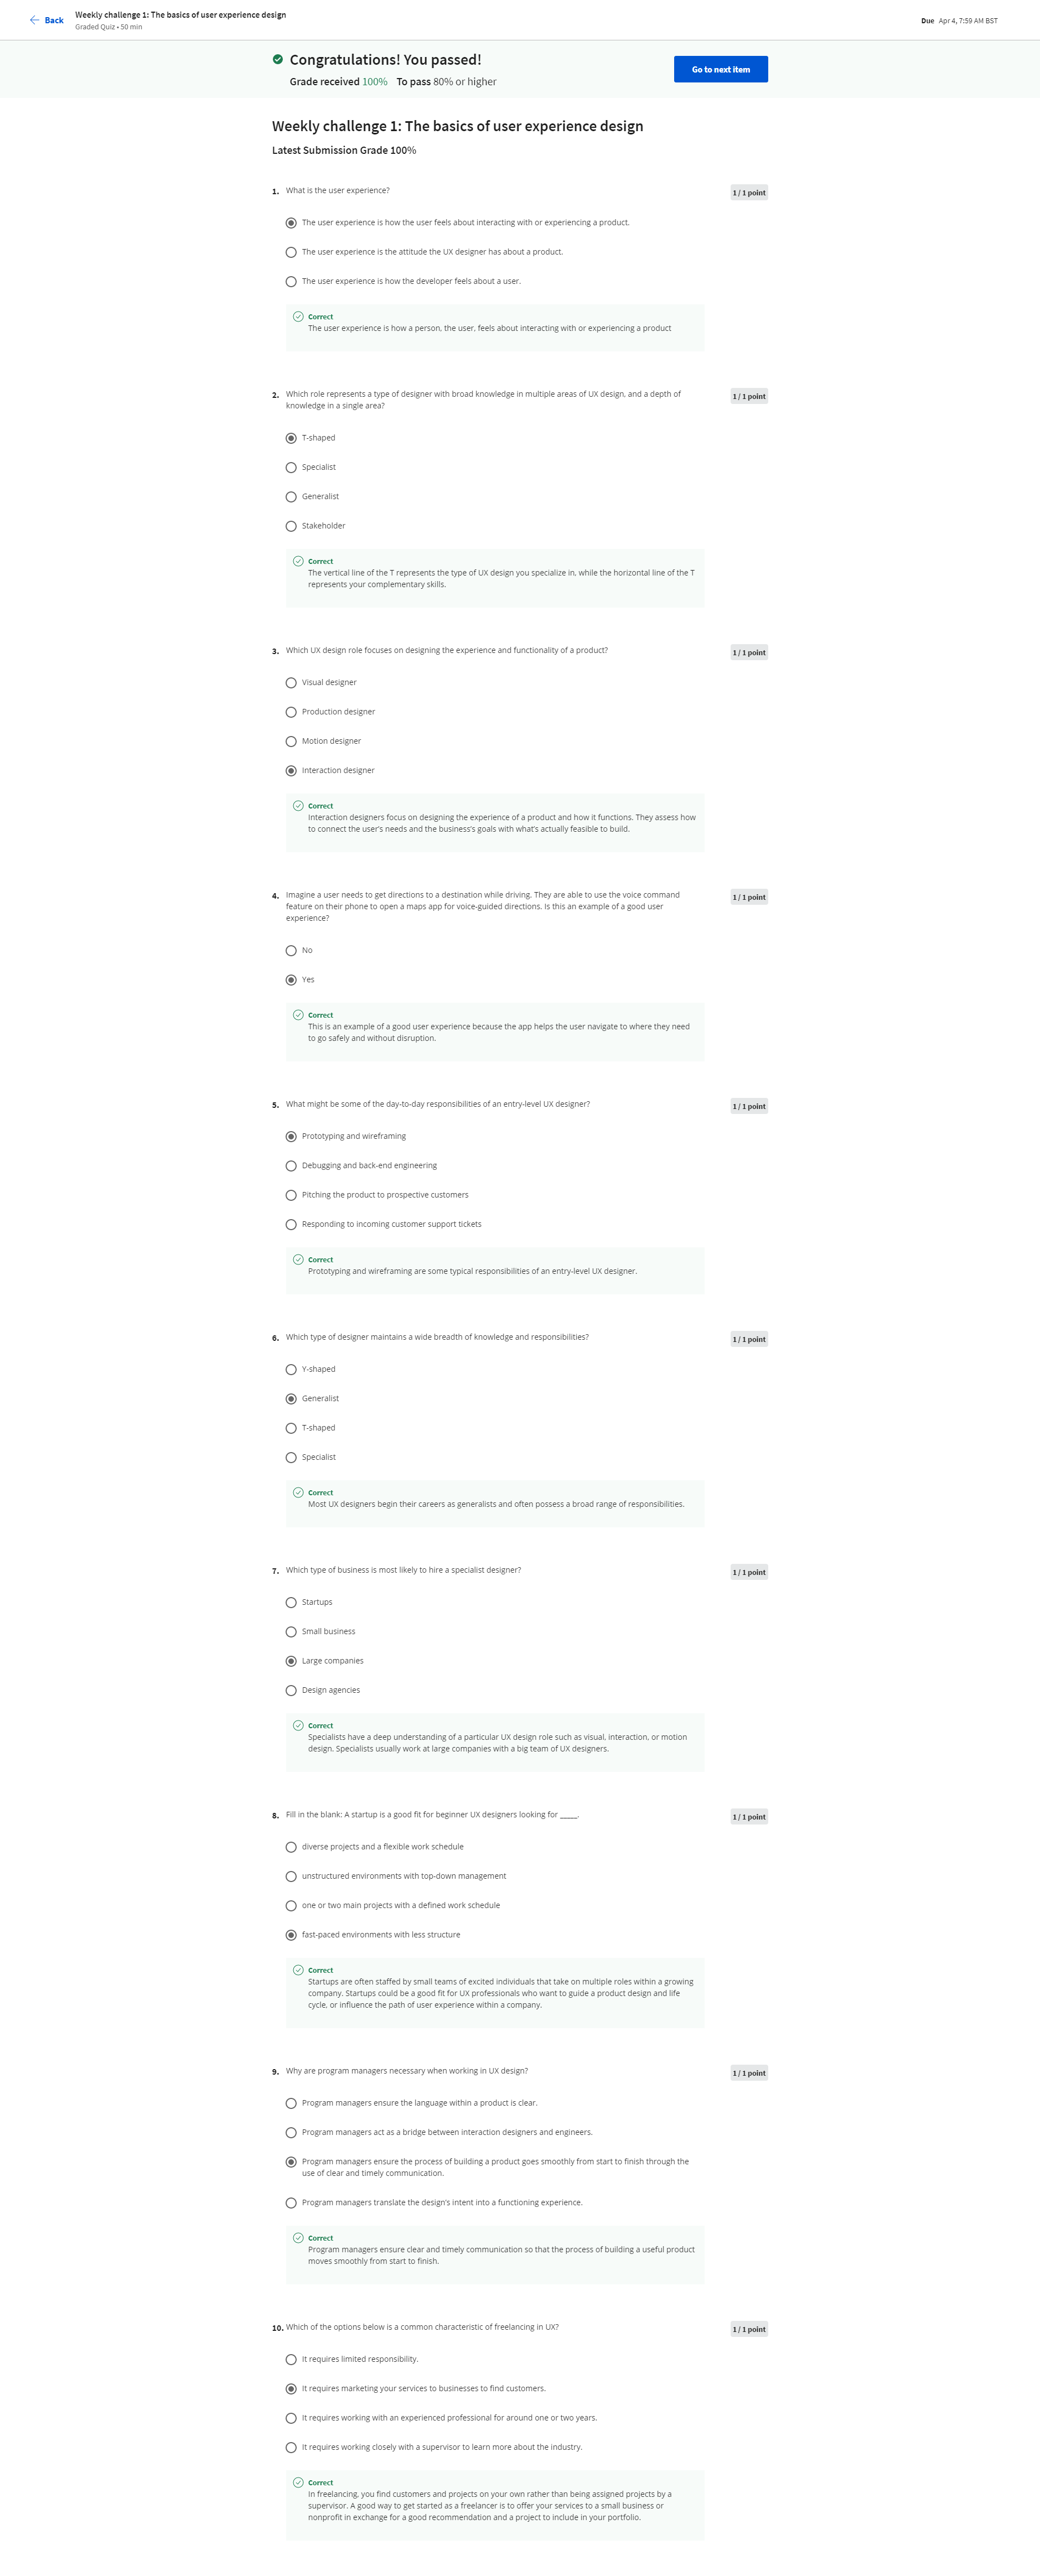 Back
Weekly challenge 1: The basics of user experience design
Graded Quiz • 50 min
Due Apr 4, 7:59 AM BST
Congratulations! You passed!
Grade received 100% To pass 80% or higher
Go to next item
Weekly challenge 1: The basics of user experience design
Latest Submission Grade 100%
1. What is the user experience?
1 / 1 point
The user experience is how the user feels about interacting with or experiencing a product.
The user experience is the attitude the UX designer has about a product.
The user experience is how the developer feels about a user.
Correct
The user experience is how a person, the user, feels about interacting with or experiencing a product
2. Which role represents a type of designer with broad knowledge in multiple areas of UX design, and a depth of
knowledge in a single area?
1 / 1 point
T-shaped
Specialist
Generalist
Stakeholder
Correct
The vertical line of the T represents the type of UX design you specialize in, while the horizontal line of the T
represents your complementary skills.
3. Which UX design role focuses on designing the experience and functionality of a product?
1 / 1 point
Visual designer
Production designer
Motion designer
Interaction designer
Correct
Interaction designers focus on designing the experience of a product and how it functions. They assess how
to connect the user's needs and the business's goals with what's actually feasible to build.
4. Imagine a user needs to get directions to a destination while driving. They are able to use the voice command
feature on their phone to open a maps app for voice-guided directions. Is this an example of a good user
experience?
1 / 1 point
No
Yes
Correct
This is an example of a good user experience because the app helps the user navigate to where they need
to go safely and without disruption.
5. What might be some of the day-to-day responsibilities of an entry-level UX designer?
1 / 1 point
Prototyping and wireframing
Debugging and back-end engineering
Pitching the product to prospective customers
Responding to incoming customer support tickets
Correct
Prototyping and wireframing are some typical responsibilities of an entry-level UX designer.
6. Which type of designer maintains a wide breadth of knowledge and responsibilities?
1 / 1 point
Y-shaped
Generalist
T-shaped
Specialist
Correct
Most UX designers begin their careers as generalists and often possess a broad range of responsibilities.
7. Which type of business is most likely to hire a specialist designer?
1 / 1 point
Startups
Small business
Large companies
Design agencies
Correct
Specialists have a deep understanding of a particular UX design role such as visual, interaction, or motion
design. Specialists usually work at large companies with a big team of UX designers.
8. Fill in the blank: A startup is a good fit for beginner UX designers looking for _____.
1 / 1 point
diverse projects and a flexible work schedule
unstructured environments with top-down management
one or two main projects with a defined work schedule
fast-paced environments with less structure
Correct
Startups are often staffed by small teams of excited individuals that take on multiple roles within a growing
company. Startups could be a good fit for UX professionals who want to guide a product design and life
cycle, or influence the path of user experience within a company.
9. Why are program managers necessary when working in UX design?
1 / 1 point
Program managers ensure the language within a product is clear.
Program managers act as a bridge between interaction designers and engineers.
Program managers ensure the process of building a product goes smoothly from start to finish through the
use of clear and timely communication.
Program managers translate the design's intent into a functioning experience.
Correct
Program managers ensure clear and timely communication so that the process of building a useful product
moves smoothly from start to finish.
10. Which of the options below is a common characteristic of freelancing in UX?
1 / 1 point
It requires limited responsibility.
It requires marketing your services to businesses to find customers.
It requires working with an experienced professional for around one or two years.
It requires working closely with a supervisor to learn more about the industry.
Correct
In freelancing, you find customers and projects on your own rather than being assigned projects by a
supervisor. A good way to get started as a freelancer is to offer your services to a small business or
nonprofit in exchange for a good recommendation and a project to include in your portfolio.